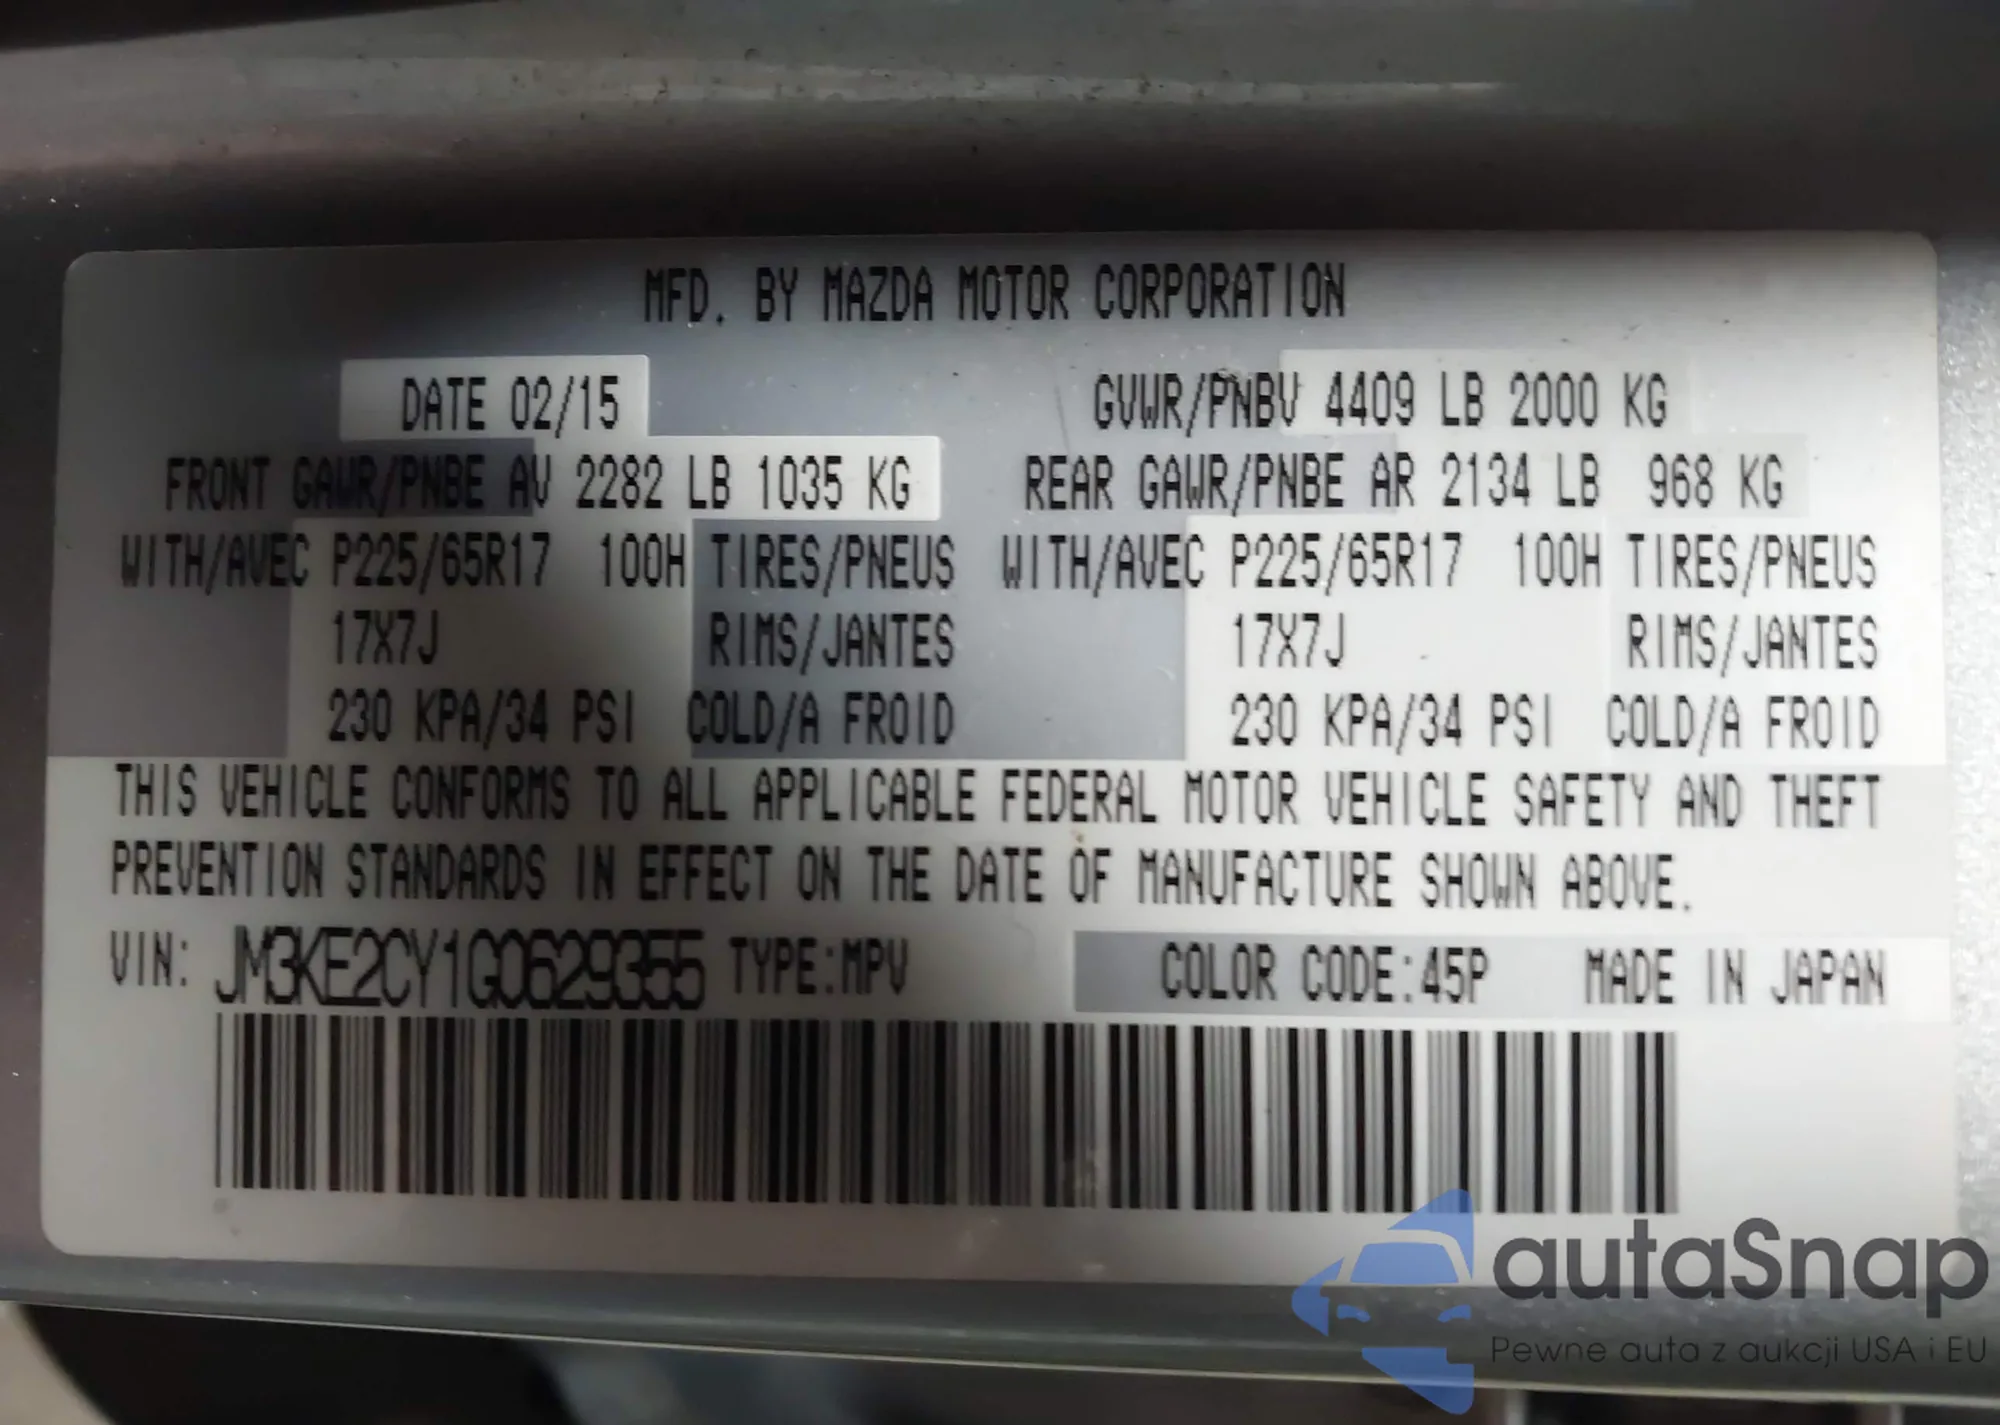 MFD. BY MAZDA MOTOR CORPORATION
DATE 02/15 GVWR/PNBV 4409 LB 2000 KG
FRONT GAWR/PNBE AV 2282 LB 1035 KG REAR GAWR/PNBE AR 2134 LB 968 KG
WITH/AVEC P225/65R17 100H TIRES/PNEUS WITH/AVEC P225/65R17 100H TIRES/PNEUS
17X7J RIMS/JANTES 17X7J RIMS/JANTES
230 KPA/34 PSI COLD/A FROID 230 KPA/34 PSI COLD/A FROID
THIS VEHICLE CONFORMS TO ALL APPLICABLE FEDERAL MOTOR VEHICLE SAFETY AND THEFT
PREVENTION STANDARDS IN EFFECT ON THE DATE OF MANUFACTURE SHOWN ABOVE.
VIN: JM3KE2CY1G0629355 TYPE:MPV COLOR CODE:45P MADE IN JAPAN
autaSnap
Pewne auta z aukcji USA i EU